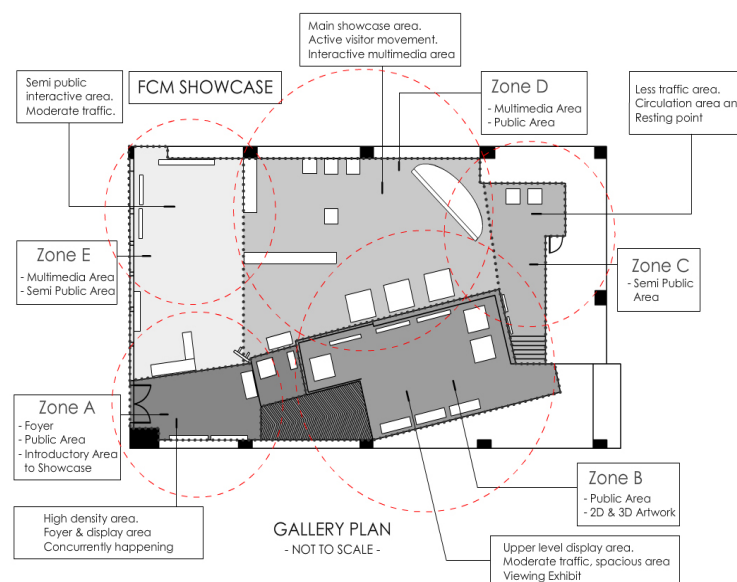 Main showcase area.
Active visitor movement.
Interactive multimedia area
Semi public
interactive area.
Moderate traffic.
FCM SHOWCASE
Zone D
- Multimedia Area
- Public Area
Less traffic area.
Circulation area an
Resting point
Zone E
- Multimedia Area
- Semi Public Area
Zone C
- Semi Public
Area
Zone A
- Foyer
- Public Area
- Introductory Area
to Showcase
Zone B
- Public Area
- 2D & 3D Artwork
High density area.
Foyer & display area
Concurrently happening
GALLERY PLAN
- NOT TO SCALE -
Upper level display area.
Moderate traffic, spacious area
Viewing Exhibit